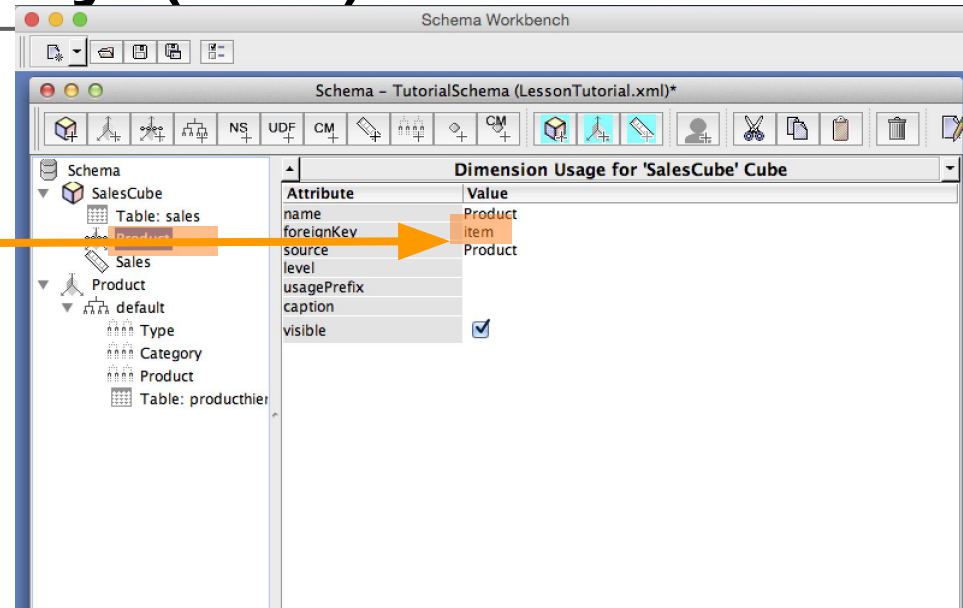 Schema Workbench
Schema – TutorialSchema (LessonTutorial.xml)*
NS UDF CM CM
Schema
SalesCube
Table: sales
Product
Sales
Product
default
Type
Category
Product
Table: producthier
Dimension Usage for 'SalesCube' Cube
Attribute Value
name Product
foreignKey item
source Product
level
usagePrefix
caption
visible